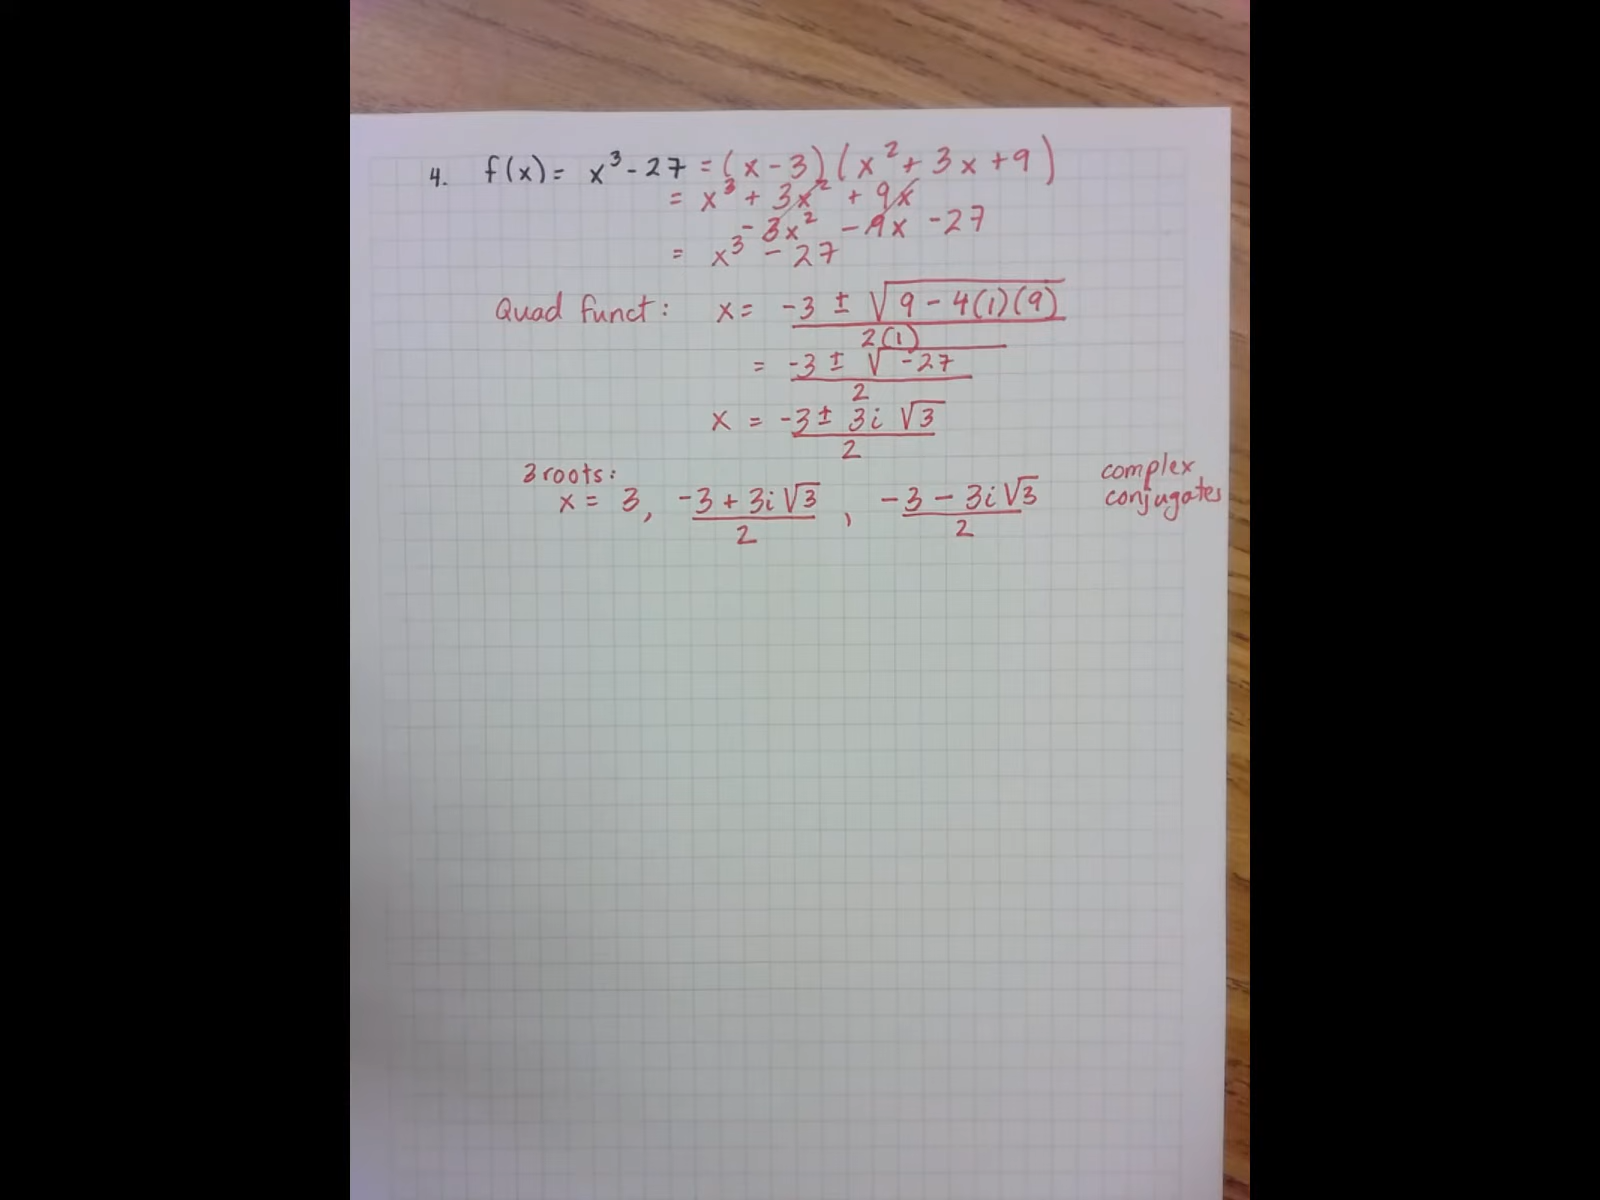 4. f(x) = x³ - 27 = (x - 3)(x² + 3x + 9)
= x³ + 3x² + 9x
- 3x² - 9x - 27
= x³ - 27
Quad funct: x = -3 ± √9 - 4(1)(9)
2(1)
= -3 ± √-27
2
x = -3 ± 3i √3
2
3 roots:
x = 3, -3 + 3i√3 , -3 - 3i√3
2 2
complex
conjugates